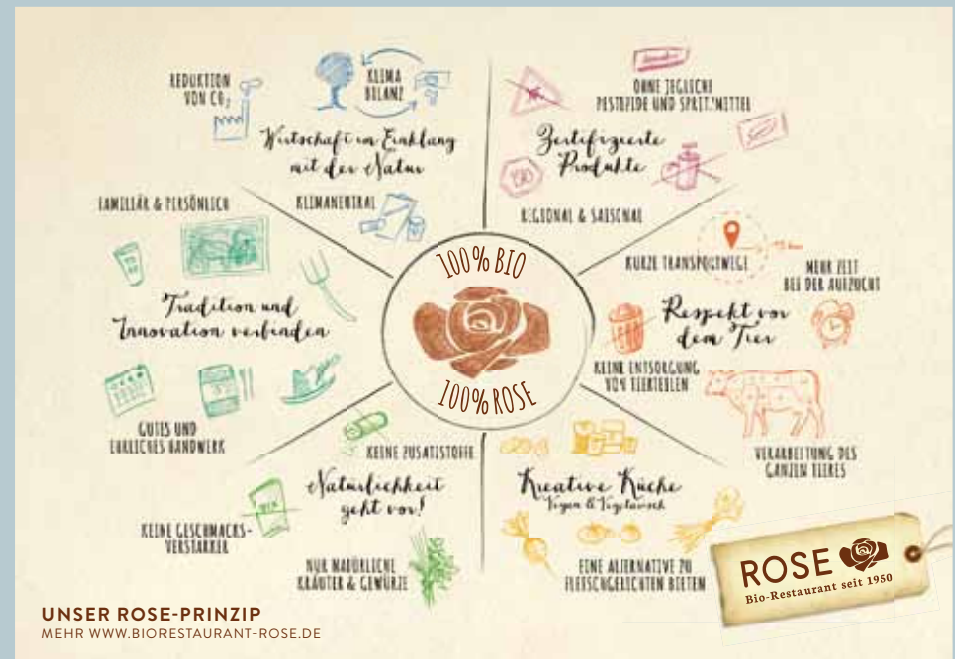 REDUKTION
VON CO₂
KLIMA
BILANZ
Wirtschaft im Einklang
mit der Natur
KLIMANEUTRAL
OHNE JEGLICHE
PESTIZIDE UND SPRITZMITTEL
Zertifizierte
Produkte
BIO
REGIONAL & SAISONAL
FAMILIÄR & PERSÖNLICH
Tradition und
Innovation verbinden
GUTES UND
EHRLICHES HANDWERK
100% BIO
100% ROSE
KURZE TRANSPORTWEGE
MEHR ZEIT
BEI DER AUFZUCHT
Respekt vor
dem Tier
KEINE ENTSORGUNG
VON TIERTEILEN
VERARBEITUNG DES
GANZEN TIERES
KEINE ZUSATZSTOFFE
Natürlichkeit
geht vor!
KEINE GESCHMACKS-
VERSTÄRKER
NUR NATÜRLICHE
KRÄUTER & GEWÜRZE
Kreative Küche
Vegan & Vegetarisch
EINE ALTERNATIVE ZU
FLEISCHGERICHTEN BIETEN
ROSE
Bio-Restaurant seit 1950
UNSER ROSE-PRINZIP
MEHR WWW.BIORESTAURANT-ROSE.DE